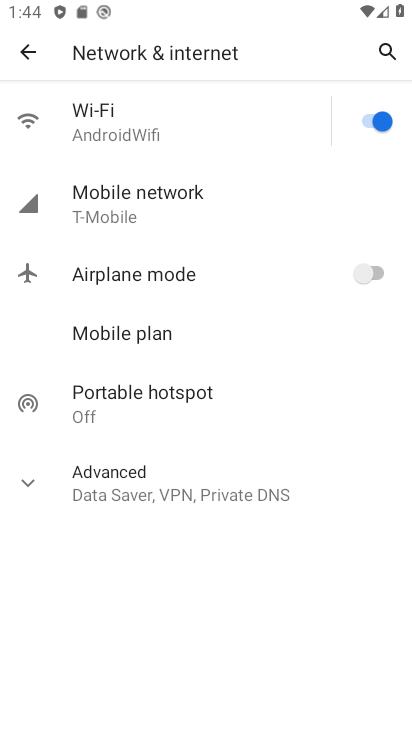 1:44
Network & internet
Wi-Fi
AndroidWifi
Mobile network
T-Mobile
Airplane mode
Mobile plan
Portable hotspot
Off
Advanced
Data Saver, VPN, Private DNS